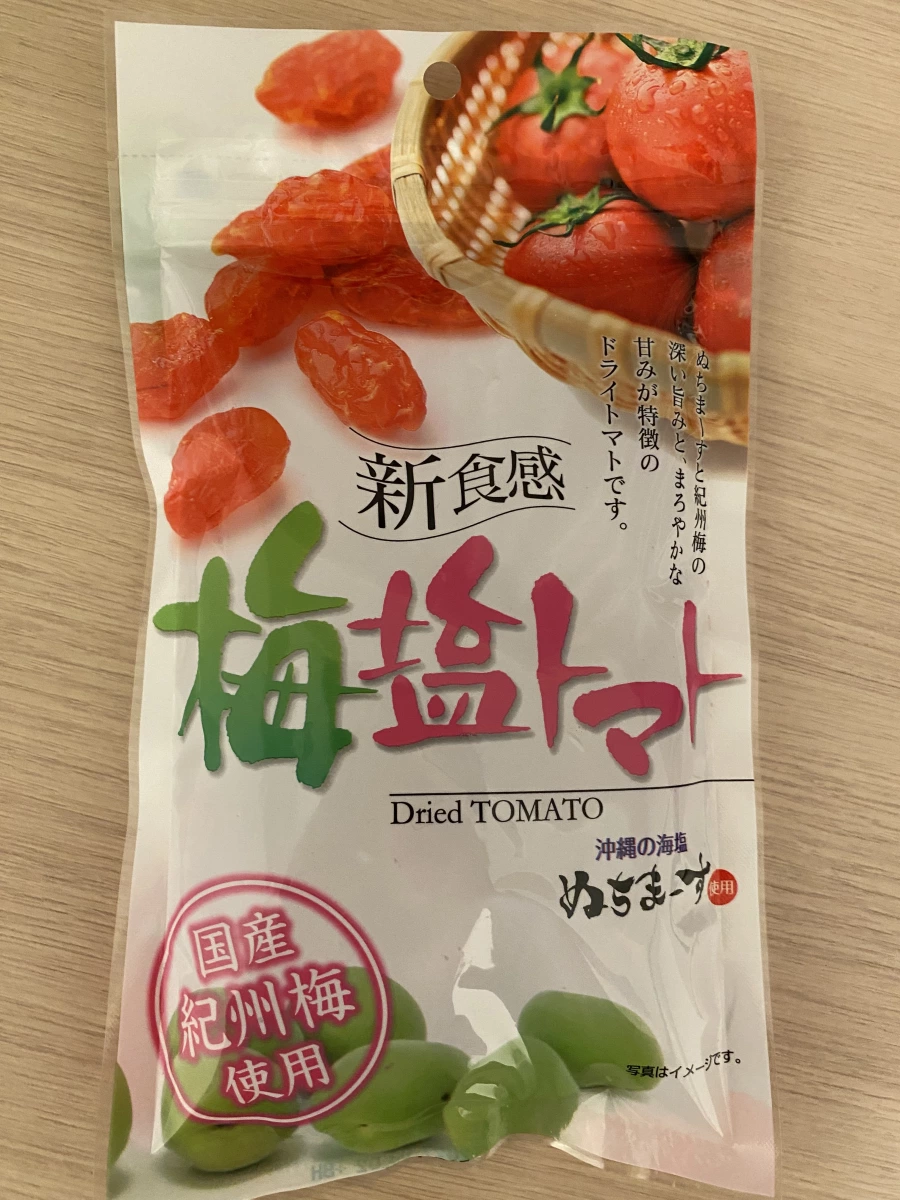 ぬちまーすと紀州梅の
深い旨みと、まろやかな
甘みが特徴の
ドライトマトです。
新食感
梅塩トマト
Dried TOMATO
沖縄の海塩
ぬちまーす
使用
国産
紀州梅
使用
写真はイメージです。